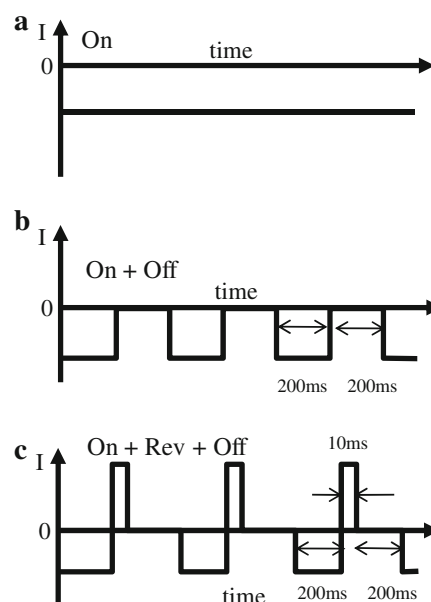 a
I On
time
0
b
I
On + Off
0 time
200ms 200ms
c
On + Rev + Off
I 10ms
0
200ms 200ms
time